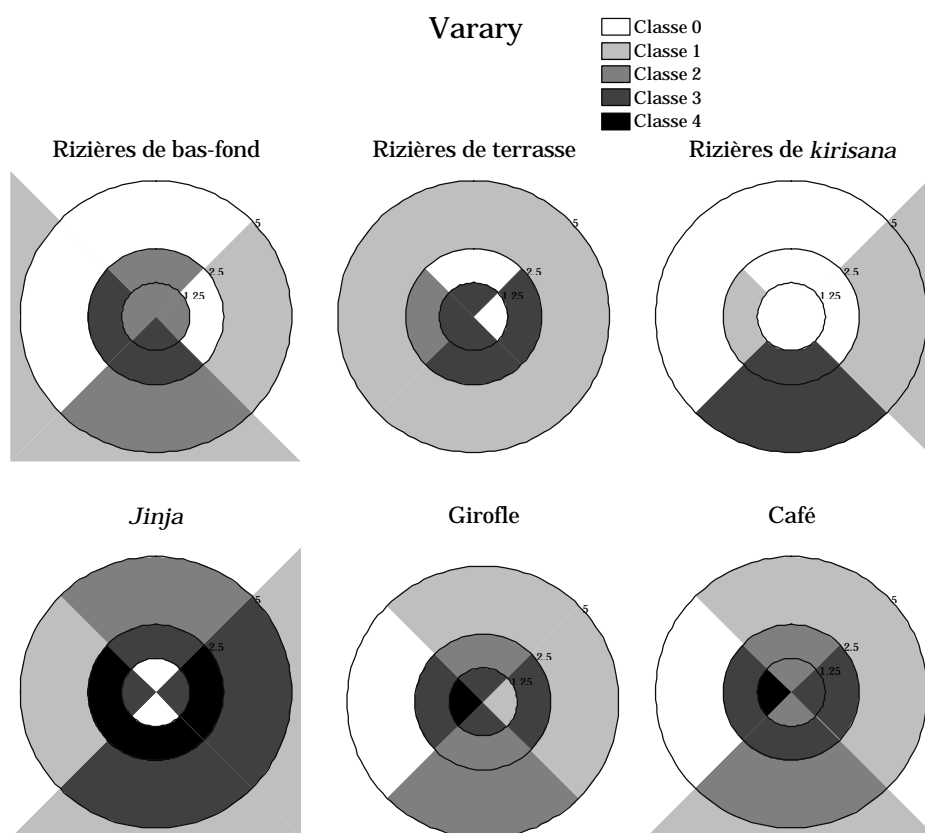 Varary
Classe 0
Classe 1
Classe 2
Classe 3
Classe 4
Rizières de bas-fond
Rizières de terrasse
Rizières de kirisana
5
2.5
1.25
5
2.5
1.25
5
2.5
1.25
Jinja
Girofle
Café
5
2.5
5
2.5
1.25
5
2.5
1.25